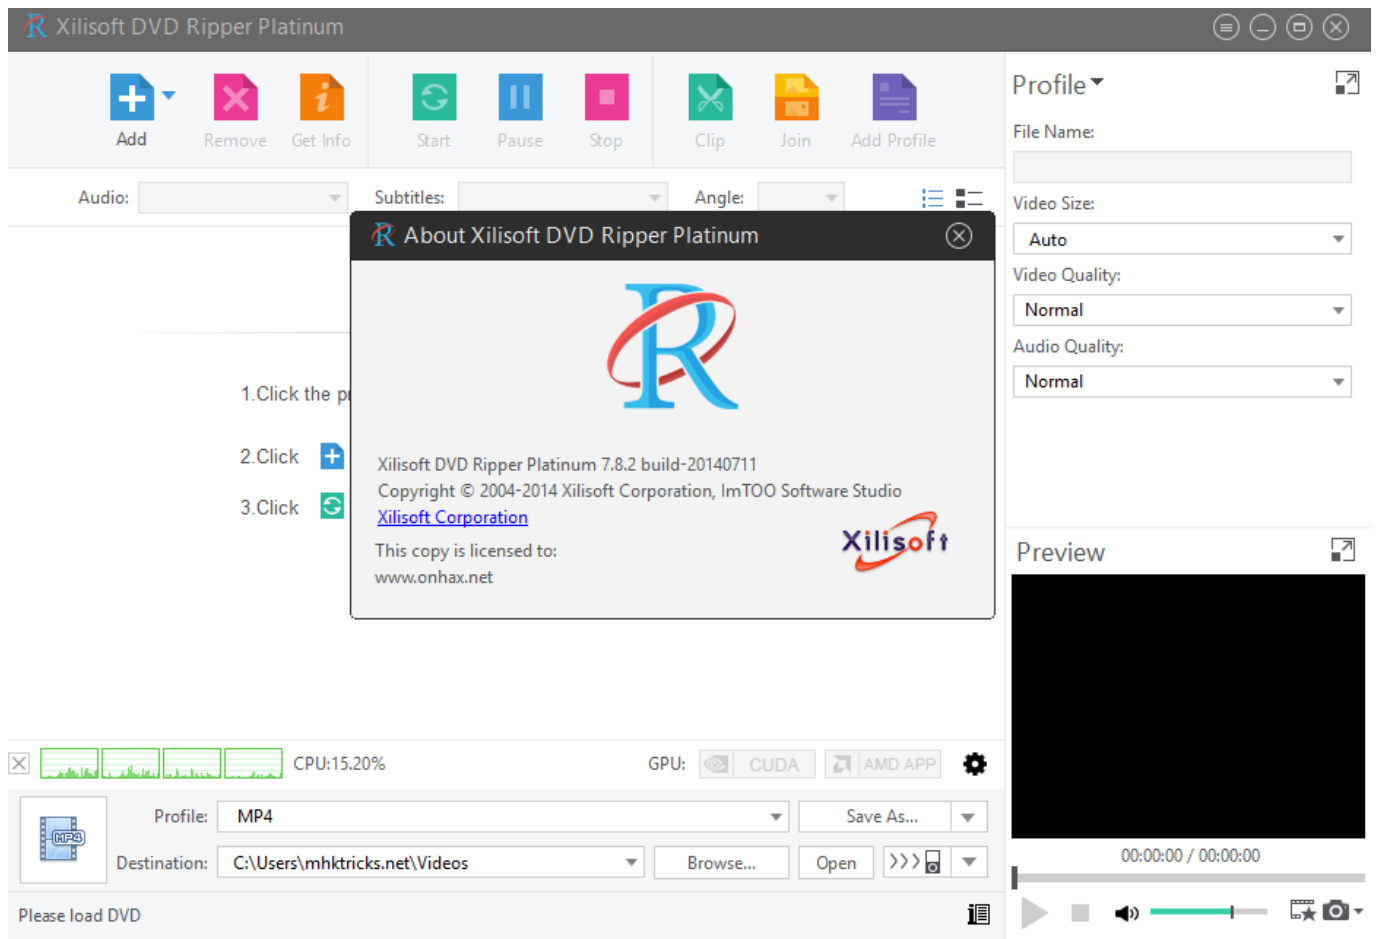 Xilisoft DVD Ripper Platinum
Add
Remove
Get Info
Start
Pause
Stop
Clip
Join
Add Profile
Audio:
Subtitles:
Angle:
About Xilisoft DVD Ripper Platinum
1.Click the
2.Click
3.Click
Xilisoft DVD Ripper Platinum 7.8.2 build-20140711
Copyright © 2004-2014 Xilisoft Corporation, ImTOO Software Studio
Xilisoft Corporation
This copy is licensed to:
www.onhax.net
Xilisoft
Profile
File Name:
Video Size:
Auto
Video Quality:
Normal
Audio Quality:
Normal
Preview
00:00:00 / 00:00:00
CPU:15.20%
GPU:
CUDA
AMD APP
MP4
Profile:
MP4
Save As...
Destination:
C:\Users\mhktricks.net\Videos
Browse...
Open
Please load DVD